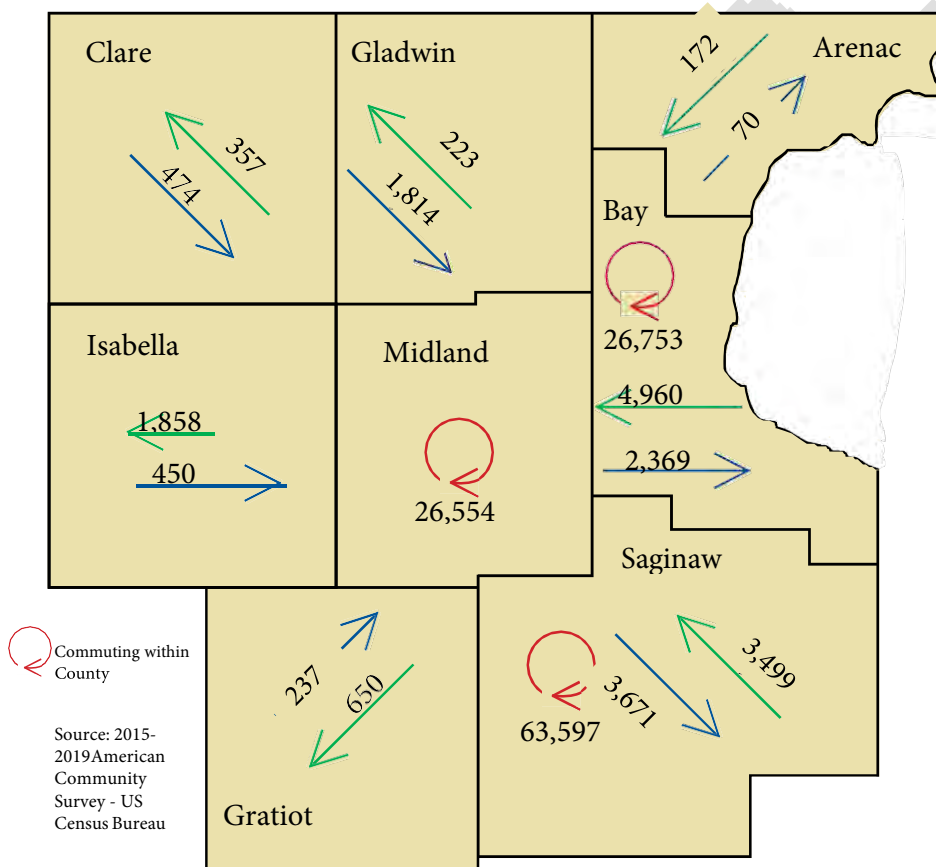 Clare
Gladwin
Arenac
172
70
357
474
223
1,814
Bay
26,753
4,960
2,369
Isabella
1,858
450
Midland
26,554
Saginaw
3,499
3,671
63,597
237
650
Gratiot
Commuting within
County
Source: 2015-
2019American
Community
Survey - US
Census Bureau